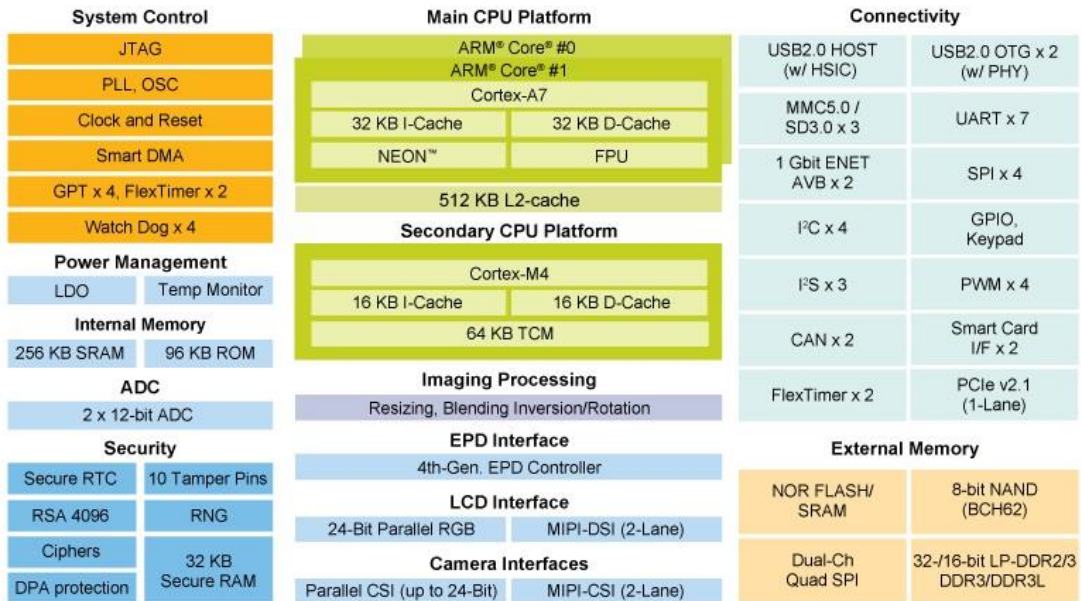 System Control
JTAG
PLL, OSC
Clock and Reset
Smart DMA
GPT x 4, FlexTimer x 2
Watch Dog x 4
Power Management
LDO
Temp Monitor
Internal Memory
256 KB SRAM
96 KB ROM
ADC
2 x 12-bit ADC
Security
Secure RTC
10 Tamper Pins
RSA 4096
RNG
Ciphers
DPA protection
32 KB
Secure RAM
Main CPU Platform
ARM® Core® #0
ARM® Core® #1
Cortex-A7
32 KB I-Cache
32 KB D-Cache
NEON™
FPU
512 KB L2-cache
Secondary CPU Platform
Cortex-M4
16 KB I-Cache
16 KB D-Cache
64 KB TCM
Imaging Processing
Resizing, Blending Inversion/Rotation
EPD Interface
4th-Gen. EPD Controller
LCD Interface
24-Bit Parallel RGB
MIPI-DSI (2-Lane)
Camera Interfaces
Parallel CSI (up to 24-Bit)
MIPI-CSI (2-Lane)
Connectivity
USB2.0 HOST
(w/ HSIC)
USB2.0 OTG x 2
(w/ PHY)
MMC5.0 /
SD3.0 x 3
UART x 7
1 Gbit ENET
AVB x 2
SPI x 4
I²C x 4
GPIO,
Keypad
I²S x 3
PWM x 4
CAN x 2
Smart Card
I/F x 2
FlexTimer x 2
PCIe v2.1
(1-Lane)
External Memory
NOR FLASH/
SRAM
8-bit NAND
(BCH62)
Dual-Ch
Quad SPI
32-/16-bit LP-DDR2/3
DDR3/DDR3L